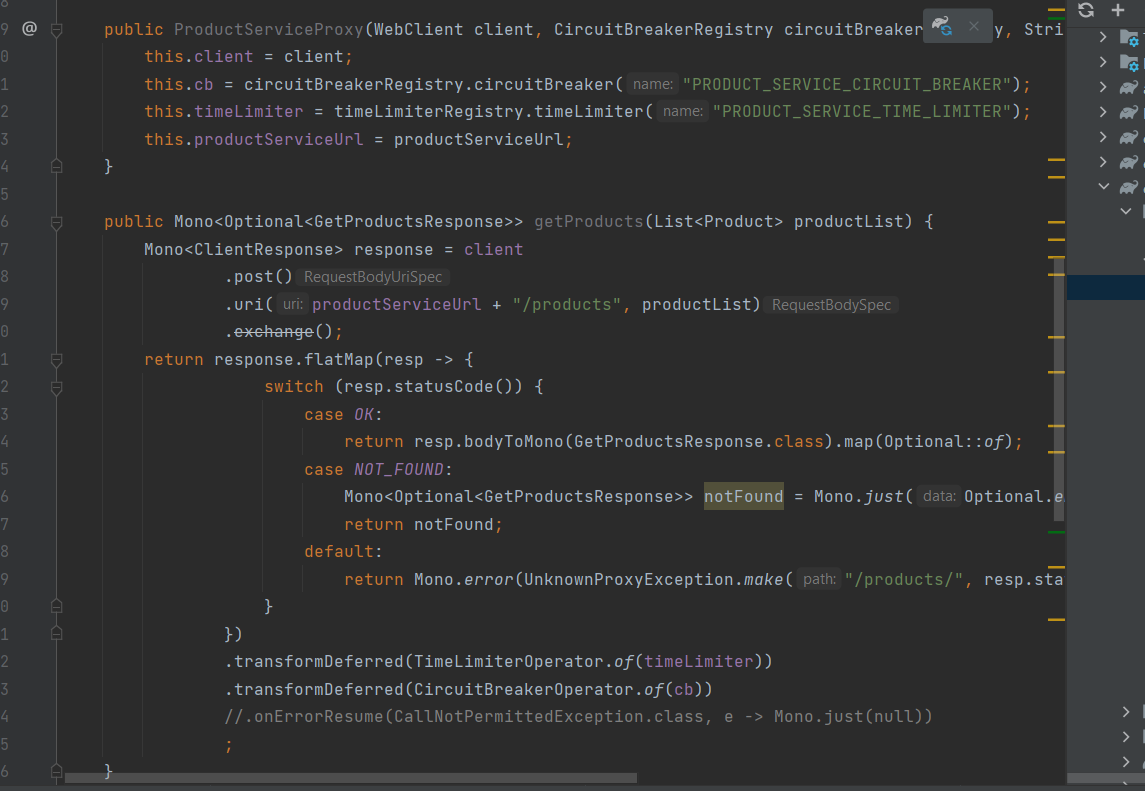 9 @ public ProductServiceProxy(WebClient client, CircuitBreakerRegistry circuitBreaker y, Stri
0 this.client = client;
1 this.cb = circuitBreakerRegistry.circuitBreaker( name: "PRODUCT_SERVICE_CIRCUIT_BREAKER");
2 this.timeLimiter = timeLimiterRegistry.timeLimiter( name: "PRODUCT_SERVICE_TIME_LIMITER");
3 this.productServiceUrl = productServiceUrl;
4 }
5
6 public Mono<Optional<GetProductsResponse>> getProducts(List<Product> productList) {
7 Mono<ClientResponse> response = client
8 .post() RequestBodyUriSpec
9 .uri( uri: productServiceUrl + "/products", productList) RequestBodySpec
0 .exchange();
1 return response.flatMap(resp -> {
2 switch (resp.statusCode()) {
3 case OK:
4 return resp.bodyToMono(GetProductsResponse.class).map(Optional::of);
5 case NOT_FOUND:
6 Mono<Optional<GetProductsResponse>> notFound = Mono.just( data: Optional.e
7 return notFound;
8 default:
9 return Mono.error(UnknownProxyException.make( path: "/products/", resp.sta
0 }
1 })
2 .transformDeferred(TimeLimiterOperator.of(timeLimiter))
3 .transformDeferred(CircuitBreakerOperator.of(cb))
4 //.onErrorResume(CallNotPermittedException.class, e -> Mono.just(null))
5 ;
6 }